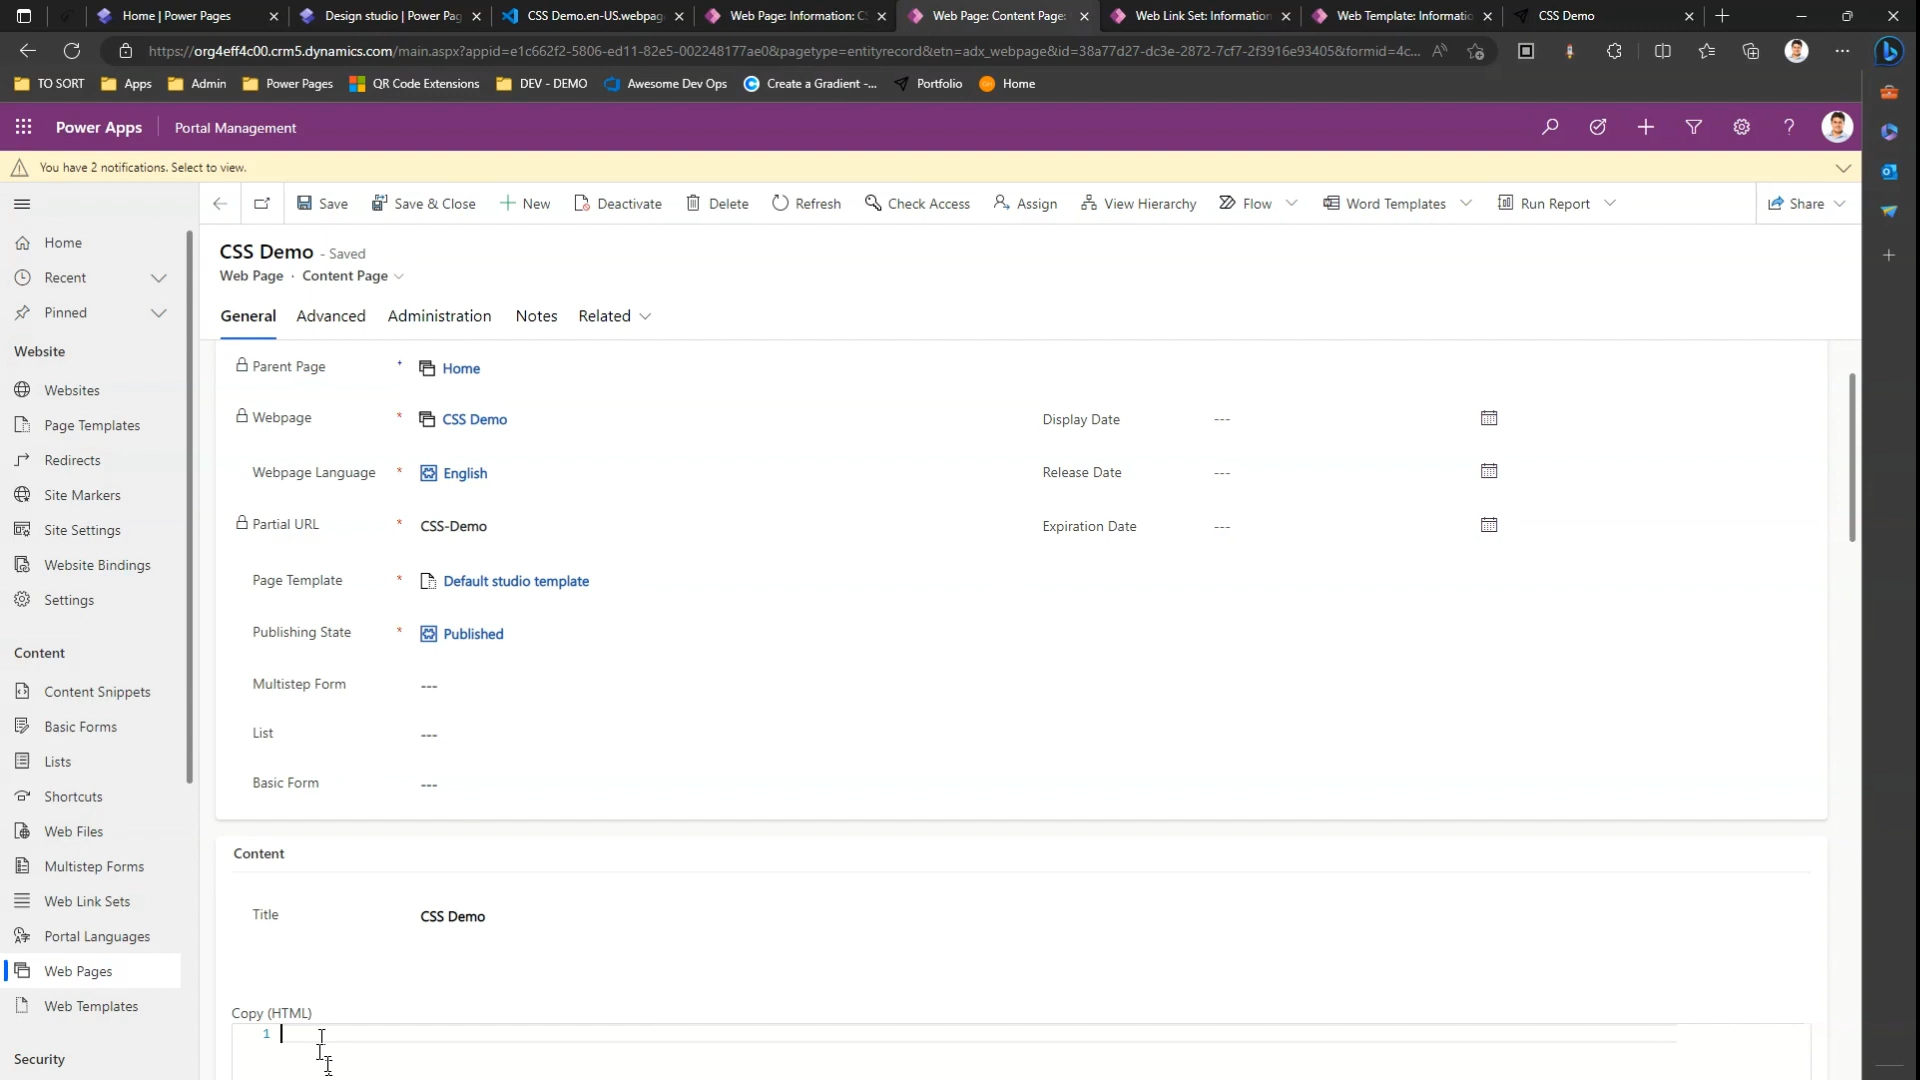 Home | Power Pages
Design studio | Power Pag
CSS Demo.en-US.webpag
Web Page: Information: C
Web Page: Content Page:
Web Link Set: Information
Web Template: Informatio
CSS Demo
https://org4eff4c00.crm5.dynamics.com/main.aspx?appid=e1c662f2-5806-ed11-82e5-002248177ae0&pagetype=entityrecord&etn=adx_webpage&id=38a77d27-dc3e-2872-7cf7-2f3916e93405&formid=4c...
TO SORT Apps Admin Power Pages QR Code Extensions DEV - DEMO Awesome Dev Ops Create a Gradient -... Portfolio Home
Power Apps Portal Management
You have 2 notifications. Select to view.
Save Save & Close New Deactivate Delete Refresh Check Access Assign View Hierarchy Flow Word Templates Run Report Share
Home
Recent
Pinned
Website
Websites
Page Templates
Redirects
Site Markers
Site Settings
Website Bindings
Settings
Content
Content Snippets
Basic Forms
Lists
Shortcuts
Web Files
Multistep Forms
Web Link Sets
Portal Languages
Web Pages
Web Templates
Security
CSS Demo - Saved
Web Page · Content Page
General Advanced Administration Notes Related
Parent Page * Home
Webpage * CSS Demo Display Date ---
Webpage Language * English Release Date ---
Partial URL * CSS-Demo Expiration Date ---
Page Template * Default studio template
Publishing State * Published
Multistep Form ---
List ---
Basic Form ---
Content
Title CSS Demo
Copy (HTML)
1